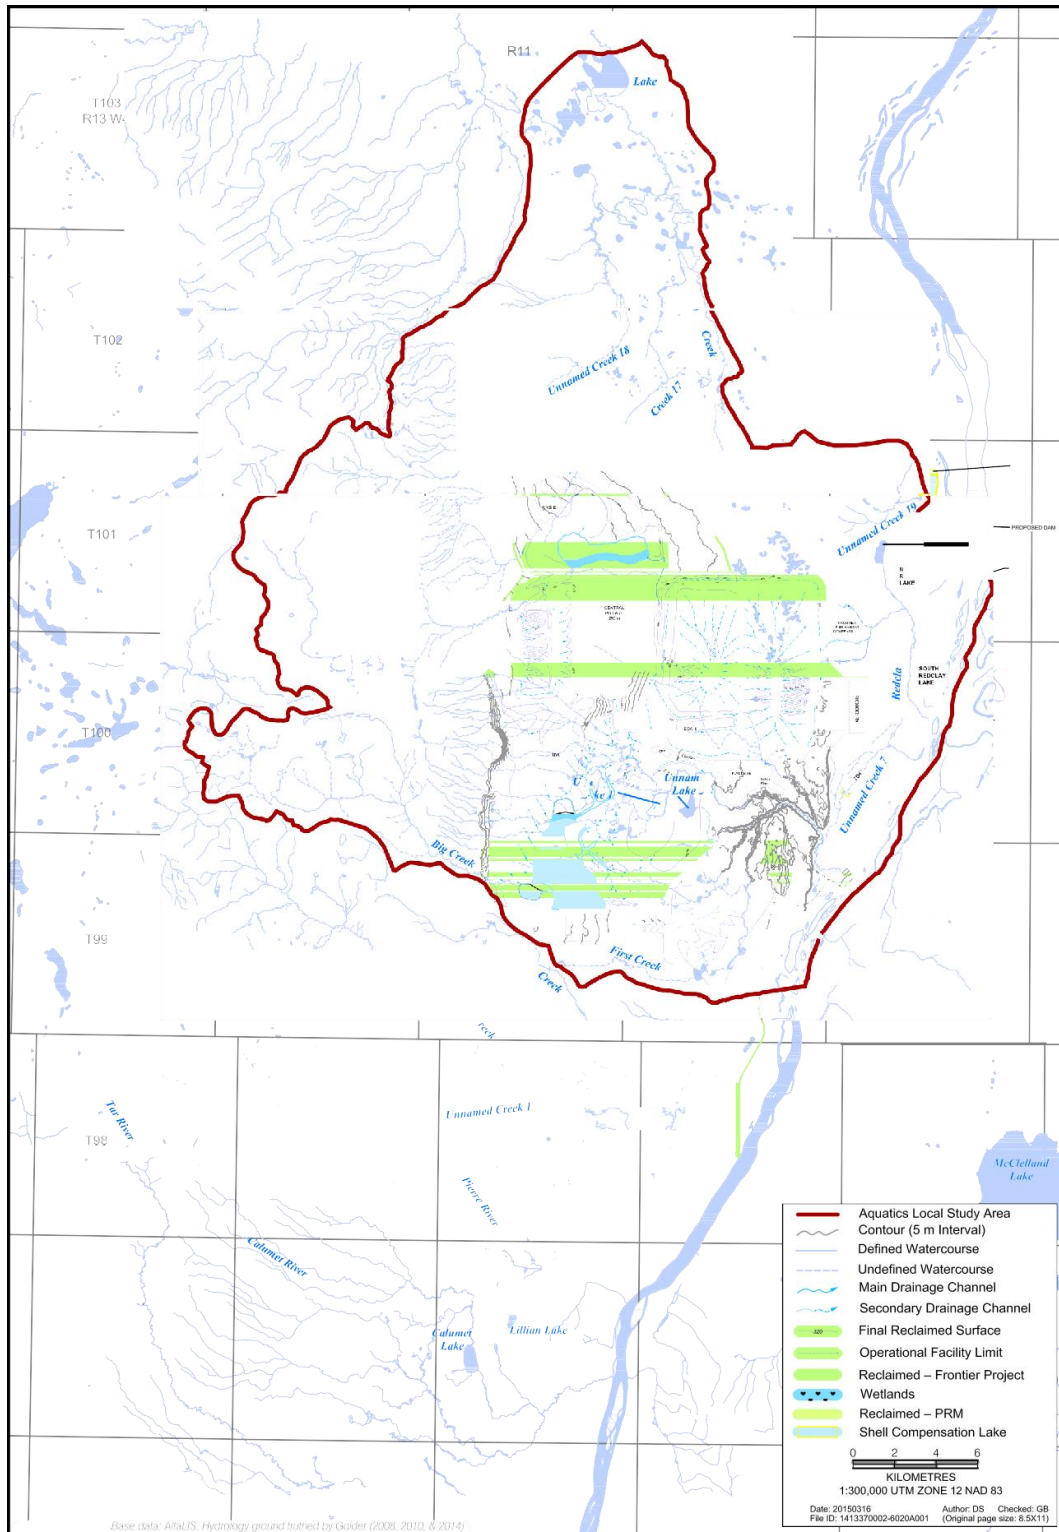 R11
Lake
T103
R13 W4
T102
Unnamed Creek 18
Creek
Creek 17
T101
Unnamed Creek 19
PROPOSED DAM
LAKE
CENTRAL
SOUTH
REDCLAY
LAKE
Redcla
T100
Unnam
Lake
U
ke 1
Unnamed Creek 7
Big Creek
T99
First Creek
Creek
reek
Unnamed Creek 1
Tar River
T98
McClelland
Lake
Pierre River
Calumet River
Calumet
Lake
Lillian Lake
Aquatics Local Study Area
Contour (5 m Interval)
Defined Watercourse
Undefined Watercourse
Main Drainage Channel
Secondary Drainage Channel
320
Final Reclaimed Surface
Operational Facility Limit
Reclaimed – Frontier Project
Wetlands
Reclaimed – PRM
Shell Compensation Lake
0 2 4 6
KILOMETRES
1:300,000 UTM ZONE 12 NAD 83
Date: 20150316 Author: DS Checked: GB
File ID: 1413370002-6020A001 (Original page size: 8.5X11)
Base data: AltaLIS, Hydrology ground truthed by Golder (2008, 2010, & 2014)